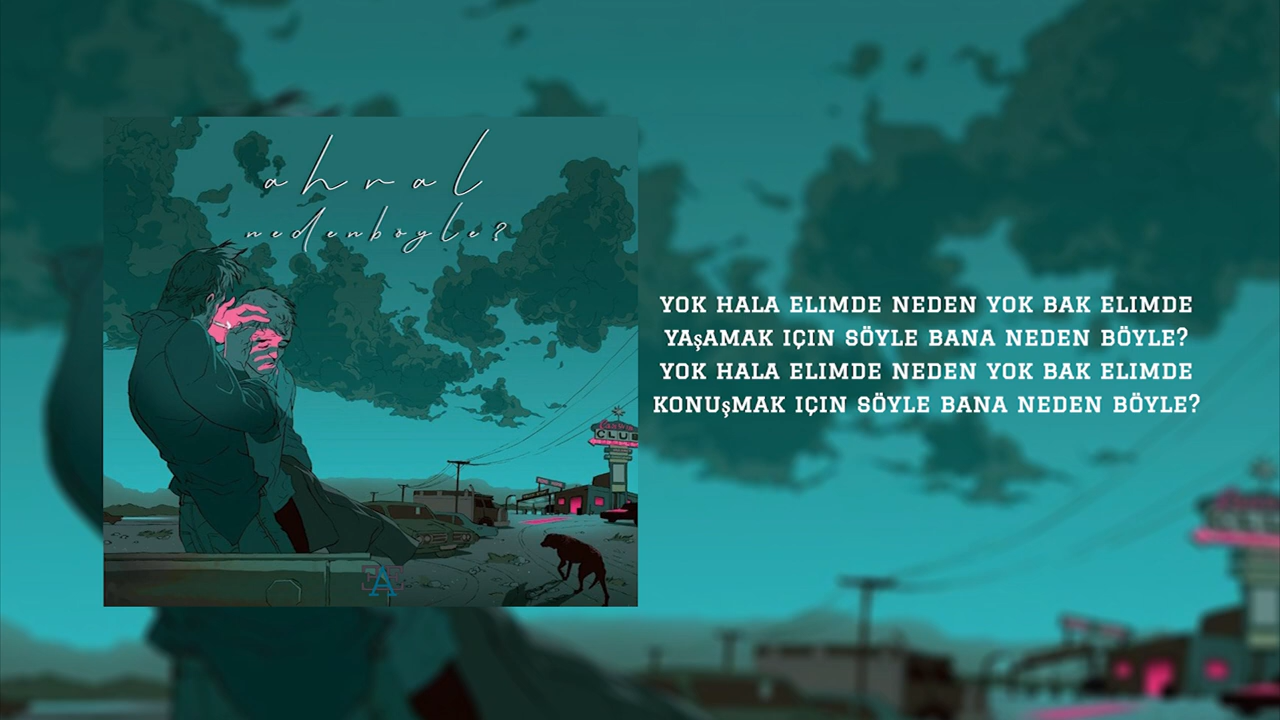 ahral
nedenböyle?
CLUB
YOK HALA ELIMDE NEDEN YOK BAK ELIMDE
YAşAMAK IÇIN SÖYLE BANA NEDEN BÖYLE?
YOK HALA ELIMDE NEDEN YOK BAK ELIMDE
KONUşMAK IÇIN SÖYLE BANA NEDEN BÖYLE?
A